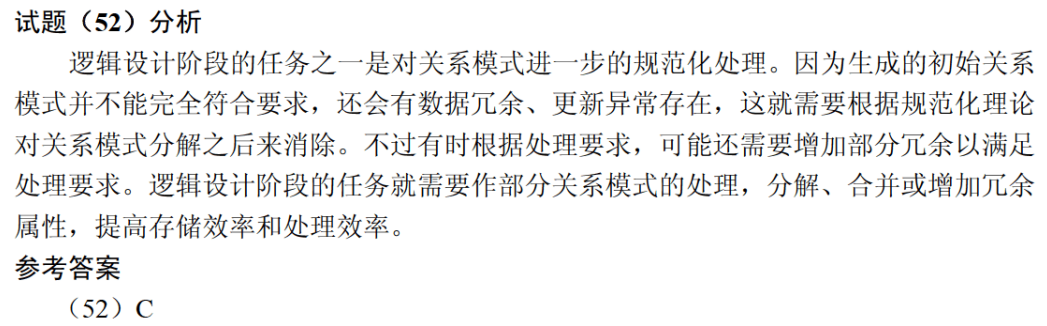 试题（52）分析
逻辑设计阶段的任务之一是对关系模式进一步的规范化处理。因为生成的初始关系
模式并不能完全符合要求，还会有数据冗余、更新异常存在，这就需要根据规范化理论
对关系模式分解之后来消除。不过有时根据处理要求，可能还需要增加部分冗余以满足
处理要求。逻辑设计阶段的任务就需要作部分关系模式的处理，分解、合并或增加冗余
属性，提高存储效率和处理效率。
参考答案
（52）C